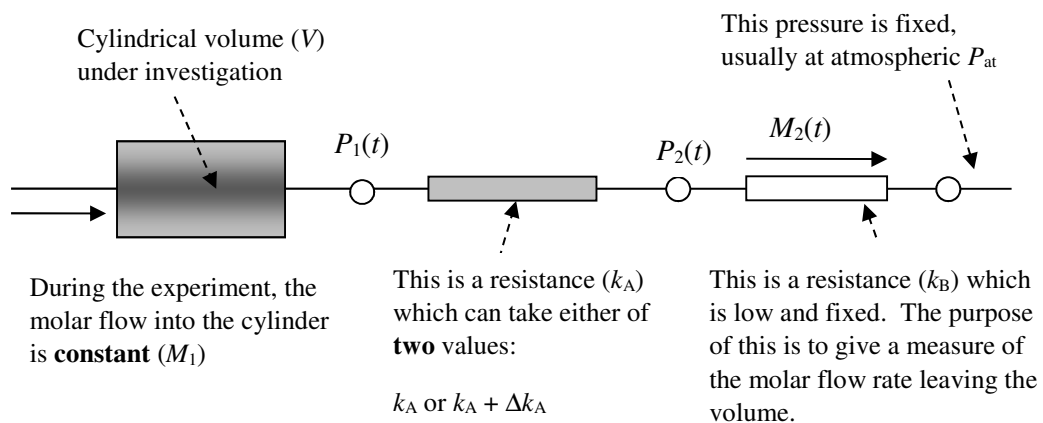 Cylindrical volume (V)
under investigation
This pressure is fixed,
usually at atmospheric Pat
P1(t)
P2(t)
M2(t)
During the experiment, the
molar flow into the cylinder
is constant (M1)
This is a resistance (kA)
which can take either of
two values:
kA or kA + ΔkA
This is a resistance (kB) which
is low and fixed.  The purpose
of this is to give a measure of
the molar flow rate leaving the
volume.